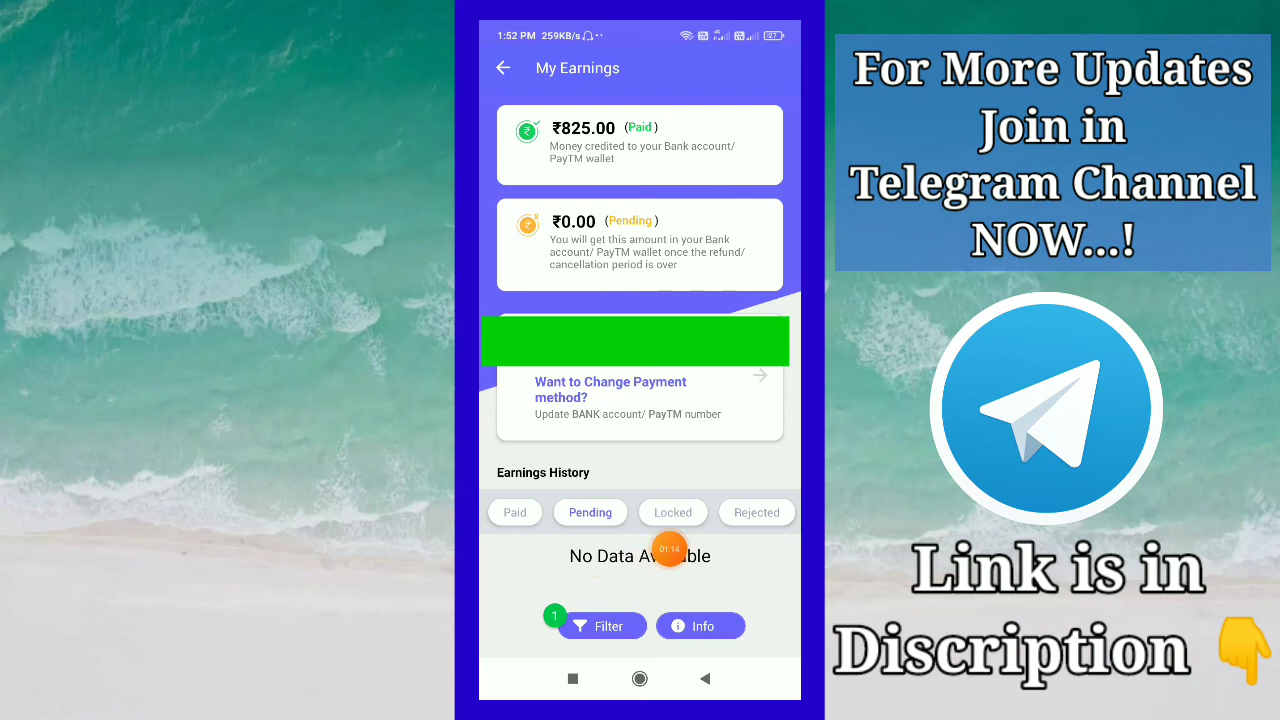 1:52 PM 259KB/s
27
My Earnings
₹825.00 (Paid )
Money credited to your Bank account/
PayTM wallet
₹0.00 (Pending )
You will get this amount in your Bank
account/ PayTM wallet once the refund/
cancellation period is over
Want to Change Payment
method?
Update BANK account/ PayTM number
Earnings History
Paid
Pending
Locked
Rejected
No Data
01:14
1
Filter
Info
For More Updates
Join in
Telegram Channel
NOW...!
Link is in
Discription 👇